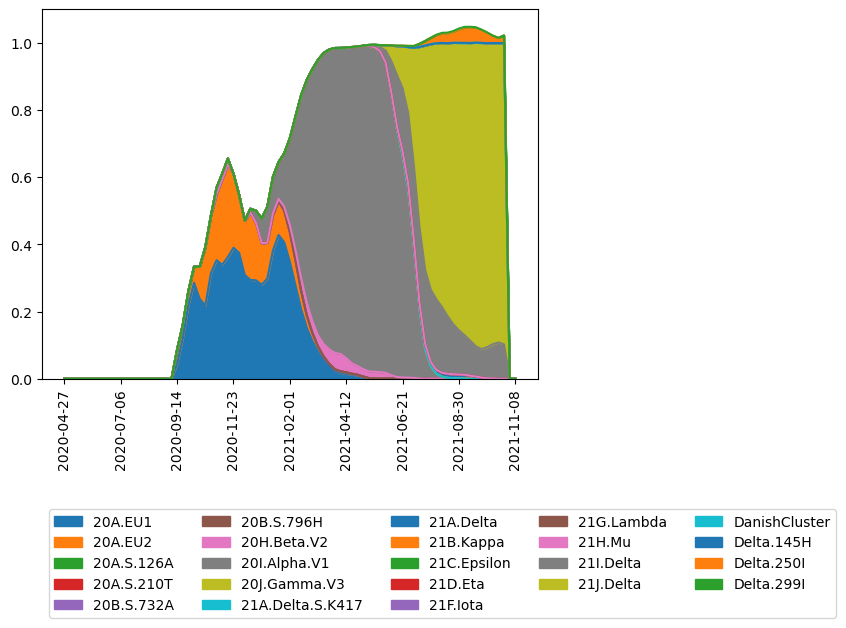 1.0
0.8
0.6
0.4
0.2
0.0
2020-04-27
2020-07-06
2020-09-14
2020-11-23
2021-02-01
2021-04-12
2021-06-21
2021-08-30
2021-11-08
20A.EU1
20A.EU2
20A.S.126A
20A.S.210T
20B.S.732A
20B.S.796H
20H.Beta.V2
20I.Alpha.V1
20J.Gamma.V3
21A.Delta.S.K417
21A.Delta
21B.Kappa
21C.Epsilon
21D.Eta
21F.Iota
21G.Lambda
21H.Mu
21I.Delta
21J.Delta
DanishCluster
Delta.145H
Delta.250I
Delta.299I